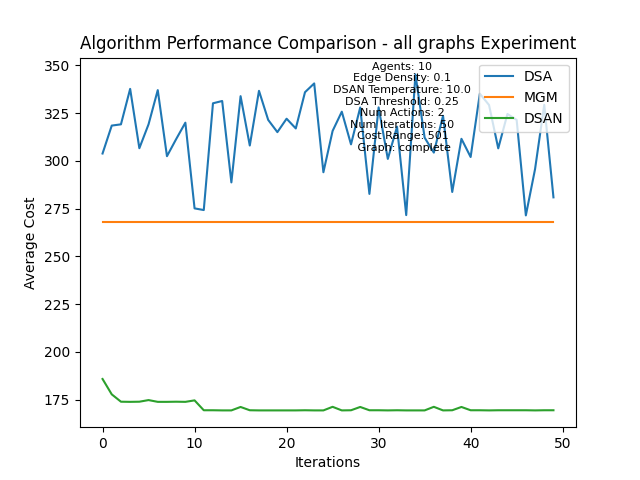 Algorithm Performance Comparison - all graphs Experiment
350
325
300
275
250
225
200
175
Average Cost
0
10
20
30
40
50
Iterations
Agents: 10
Edge Density: 0.1
DSAN Temperature: 10.0
DSA Threshold: 0.25
Num Actions: 2
Num Iterations: 50
Cost Range: 501
Graph: complete
DSA
MGM
DSAN